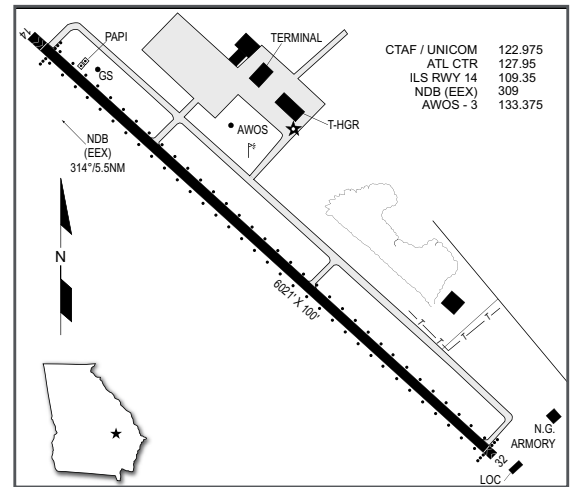 14
PAPI
GS
TERMINAL
CTAF / UNICOM 122.975
ATL CTR 127.95
ILS RWY 14 109.35
NDB (EEX) 309
AWOS - 3 133.375
T-HGR
AWOS
NDB
(EEX)
314°/5.5NM
N
6021' X 100'
T T T
N.G.
ARMORY
32
LOC